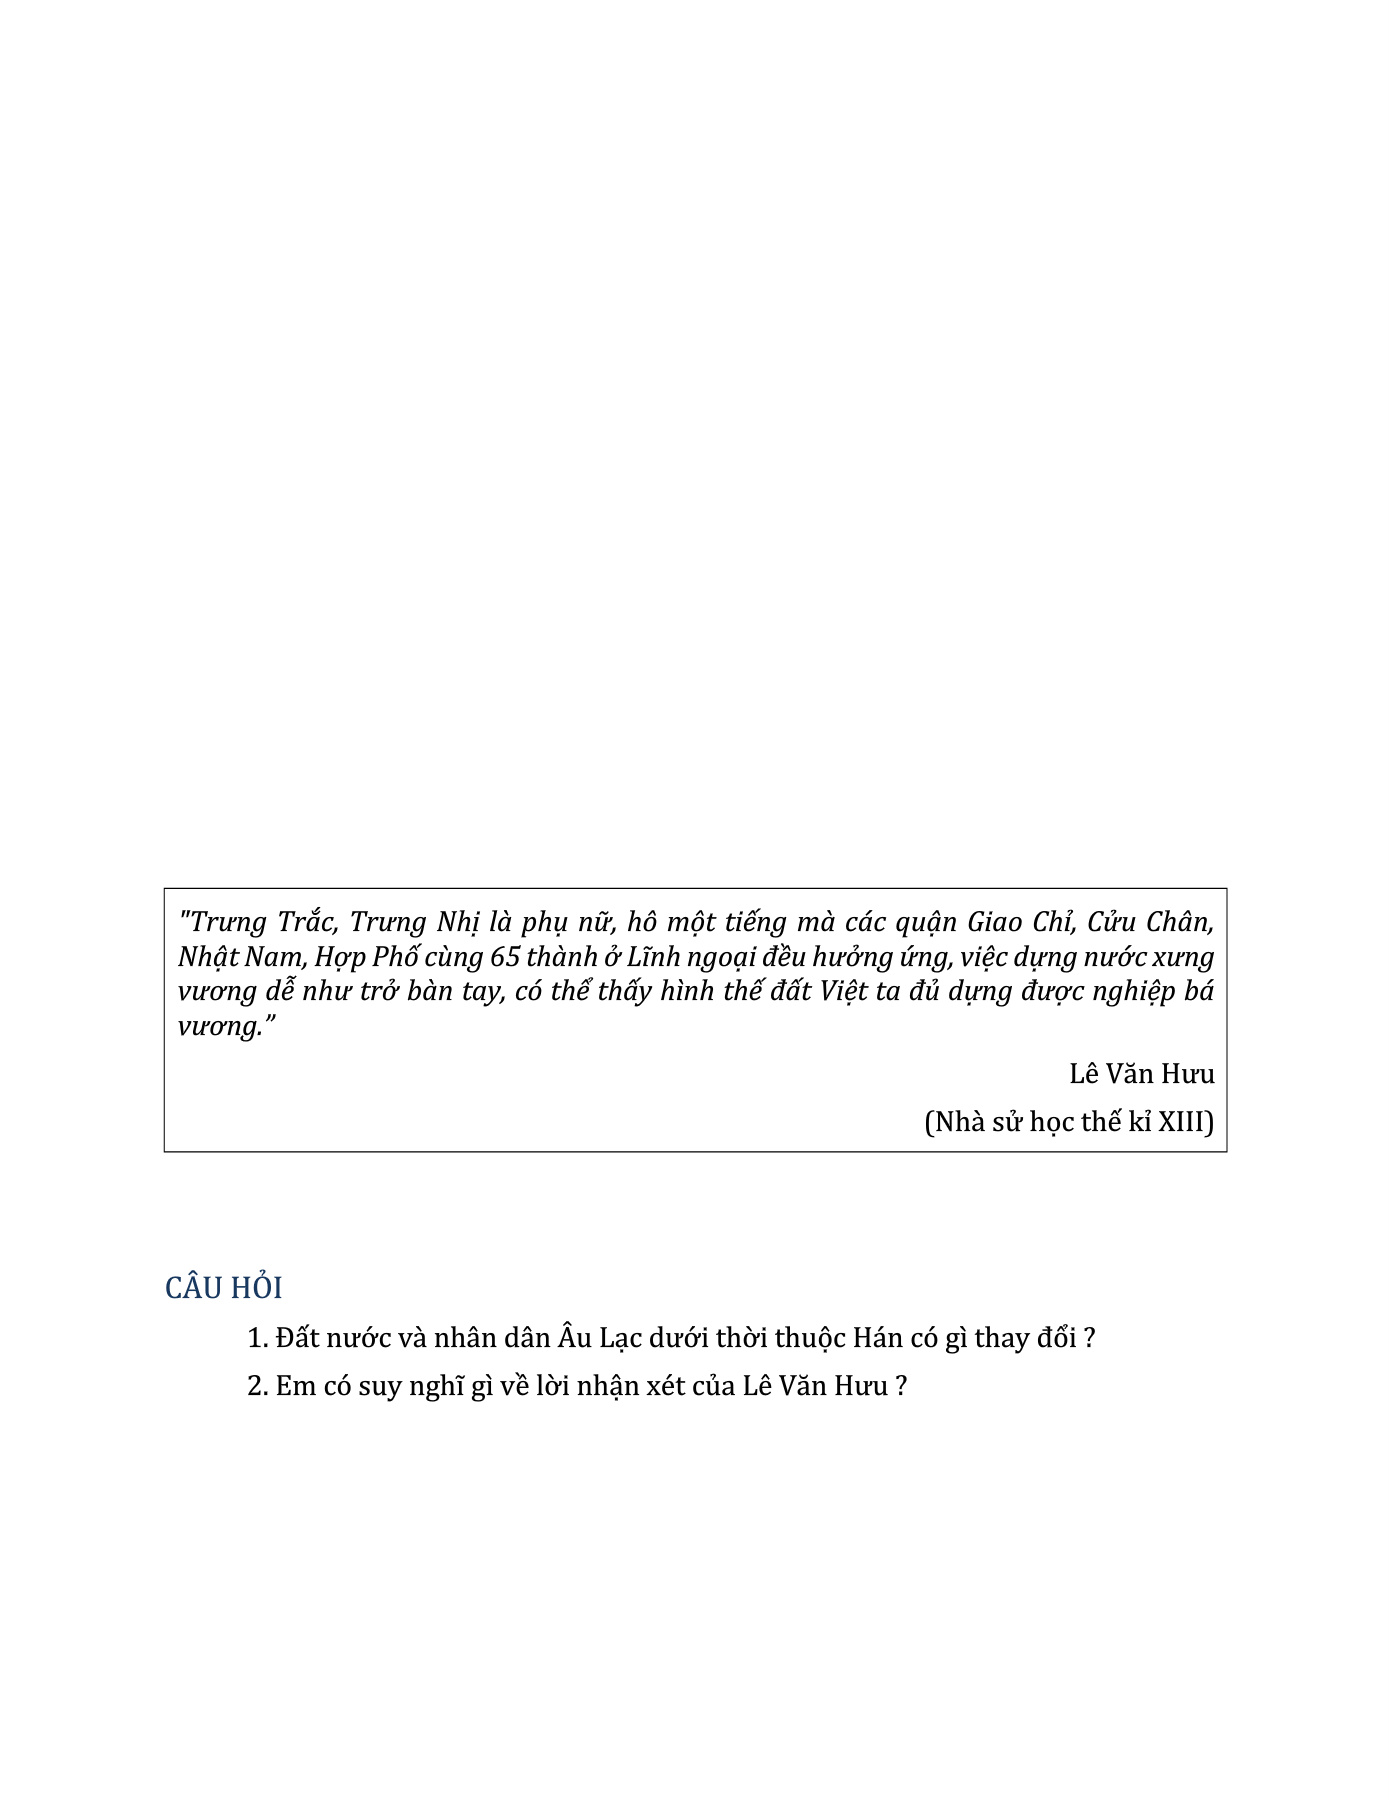 "Trưng Trắc, Trưng Nhị là phụ nữ, hô một tiếng mà các quận Giao Chỉ, Cửu Chân,
Nhật Nam, Hợp Phố cùng 65 thành ở Lĩnh ngoại đều hưởng ứng, việc dựng nước xưng
vương dễ như trở bàn tay, có thể thấy hình thế đất Việt ta đủ dựng được nghiệp bá
vương.”
Lê Văn Hưu
(Nhà sử học thế kỉ XIII)
CÂU HỎI
1. Đất nước và nhân dân Âu Lạc dưới thời thuộc Hán có gì thay đổi ?
2. Em có suy nghĩ gì về lời nhận xét của Lê Văn Hưu ?